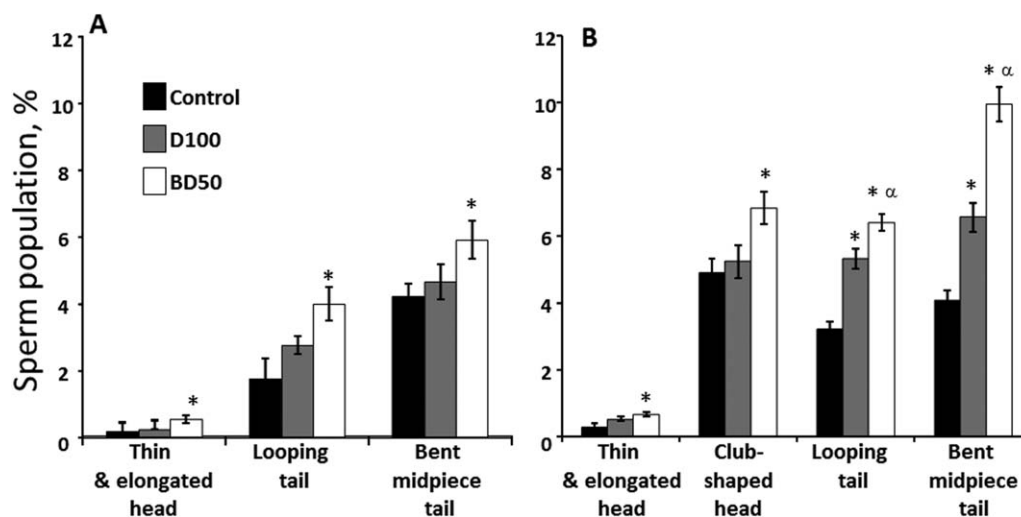 A
B
Sperm population, %
12
10
8
6
4
2
0
Control
D100
BD50
*
*
*
Thin
& elongated
head
Looping
tail
Bent
midpiece
tail
12
10
8
6
4
2
0
*
*
*
* α
*
* α
Thin
& elongated
head
Club-
shaped
head
Looping
tail
Bent
midpiece
tail